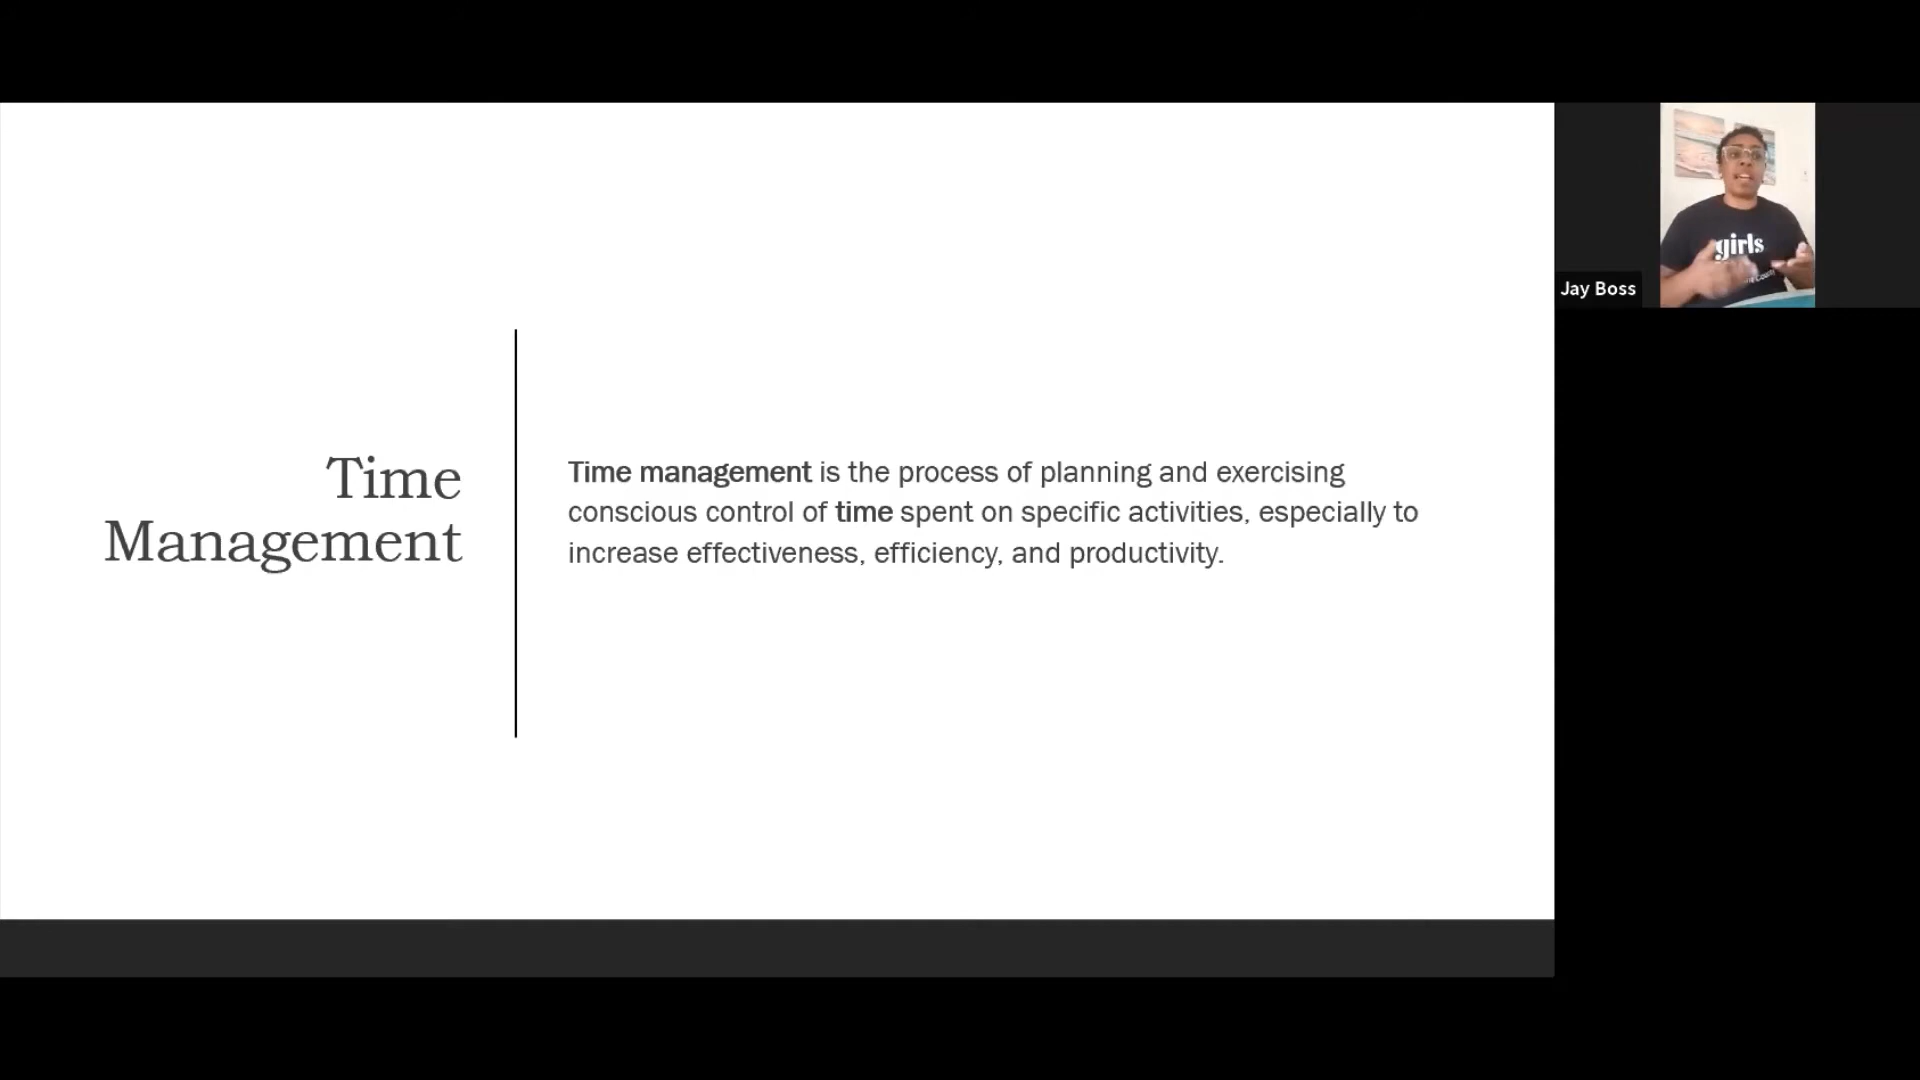 Time
Management
Time management is the process of planning and exercising
conscious control of time spent on specific activities, especially to
increase effectiveness, efficiency, and productivity.
Jay Boss
girls
County